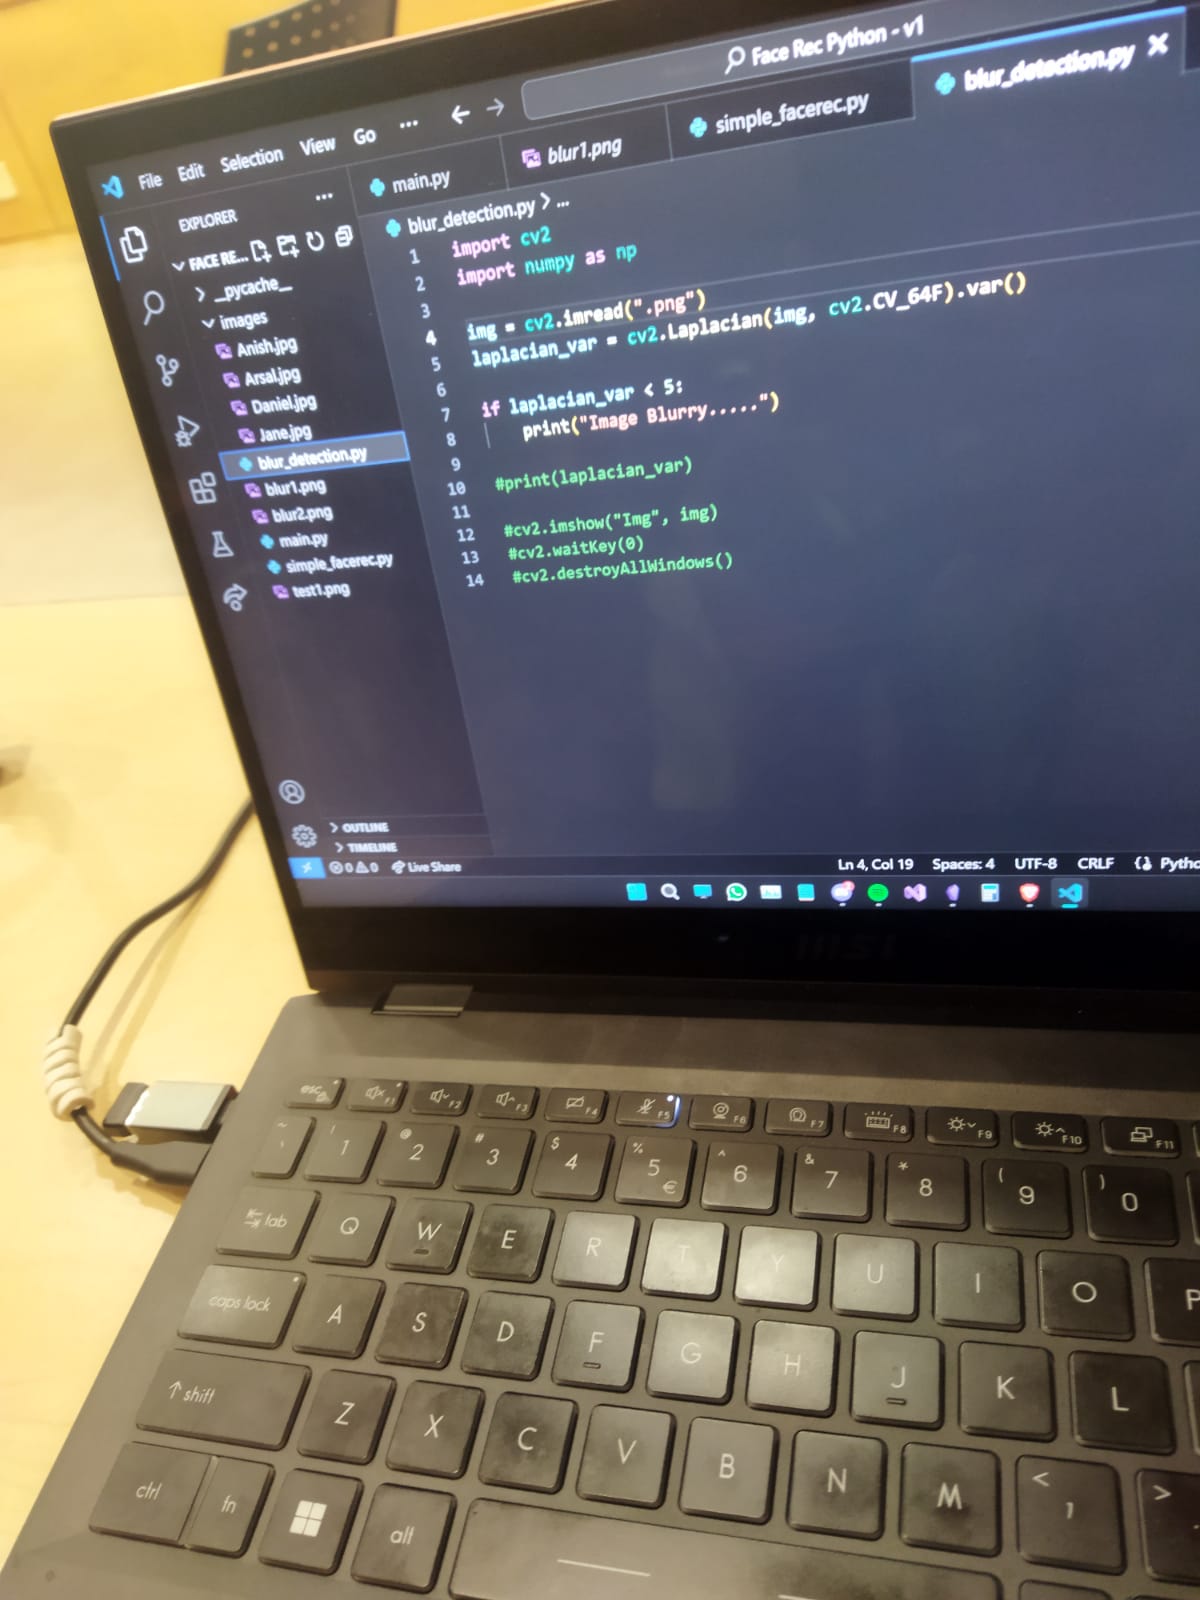 Face Rec Python - v1
File Edit Selection View Go ...
main.py
blur1.png
simple_facerec.py
blur_detection.py
EXPLORER ...
FACE RE...
blur_detection.py > ...
__pycache__
images
Anish.jpg
Arsal.jpg
Daniel.jpg
Jane.jpg
blur_detection.py
blur1.png
blur2.png
main.py
simple_facerec.py
test1.png
1 import cv2
2 import numpy as np
3
4 img = cv2.imread(".png")
5 laplacian_var = cv2.Laplacian(img, cv2.CV_64F).var()
6
7 if laplacian_var < 5:
8 print("Image Blurry.....")
9
10 #print(laplacian_var)
11
12 #cv2.imshow("Img", img)
13 #cv2.waitKey(0)
14 #cv2.destroyAllWindows()
OUTLINE
TIMELINE
0 0 Live Share
Ln 4, Col 19 Spaces: 4 UTF-8 CRLF Pytho
msi
esc F1 F2 F3 F4 F5 F6 F7 F8 F9 F10 F11
~ ` ! 1 @ 2 # 3 $ 4 % 5 € ^ 6 & 7 * 8 ( 9 ) 0
tab Q W E R T Y U I O P
caps lock A S D F G H J K L
shift Z X C V B N M < , >
ctrl fn alt